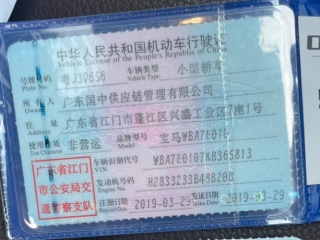 中华人民共和国机动车行驶证
Vehicle License of the People's Republic of China
号牌号码 粤J30656 车辆类型 小型轿车
Plate No. Vehicle Type
所有人 广东国中供应链管理有限公司
Owner
住址 广东省江门市蓬江区兴盛工业区7座1号
Address
使用性质 非营运 品牌型号 宝马WBA7E010
Use Character Model
广东省江门 车辆识别代号 WBA7E0107KB365813
VIN
市公安局交 发动机号码 H2833233B48B20B
Engine No.
通警察支队 注册日期 2019-03-29 发证日期 2019-03-29
Register Date Issue Date